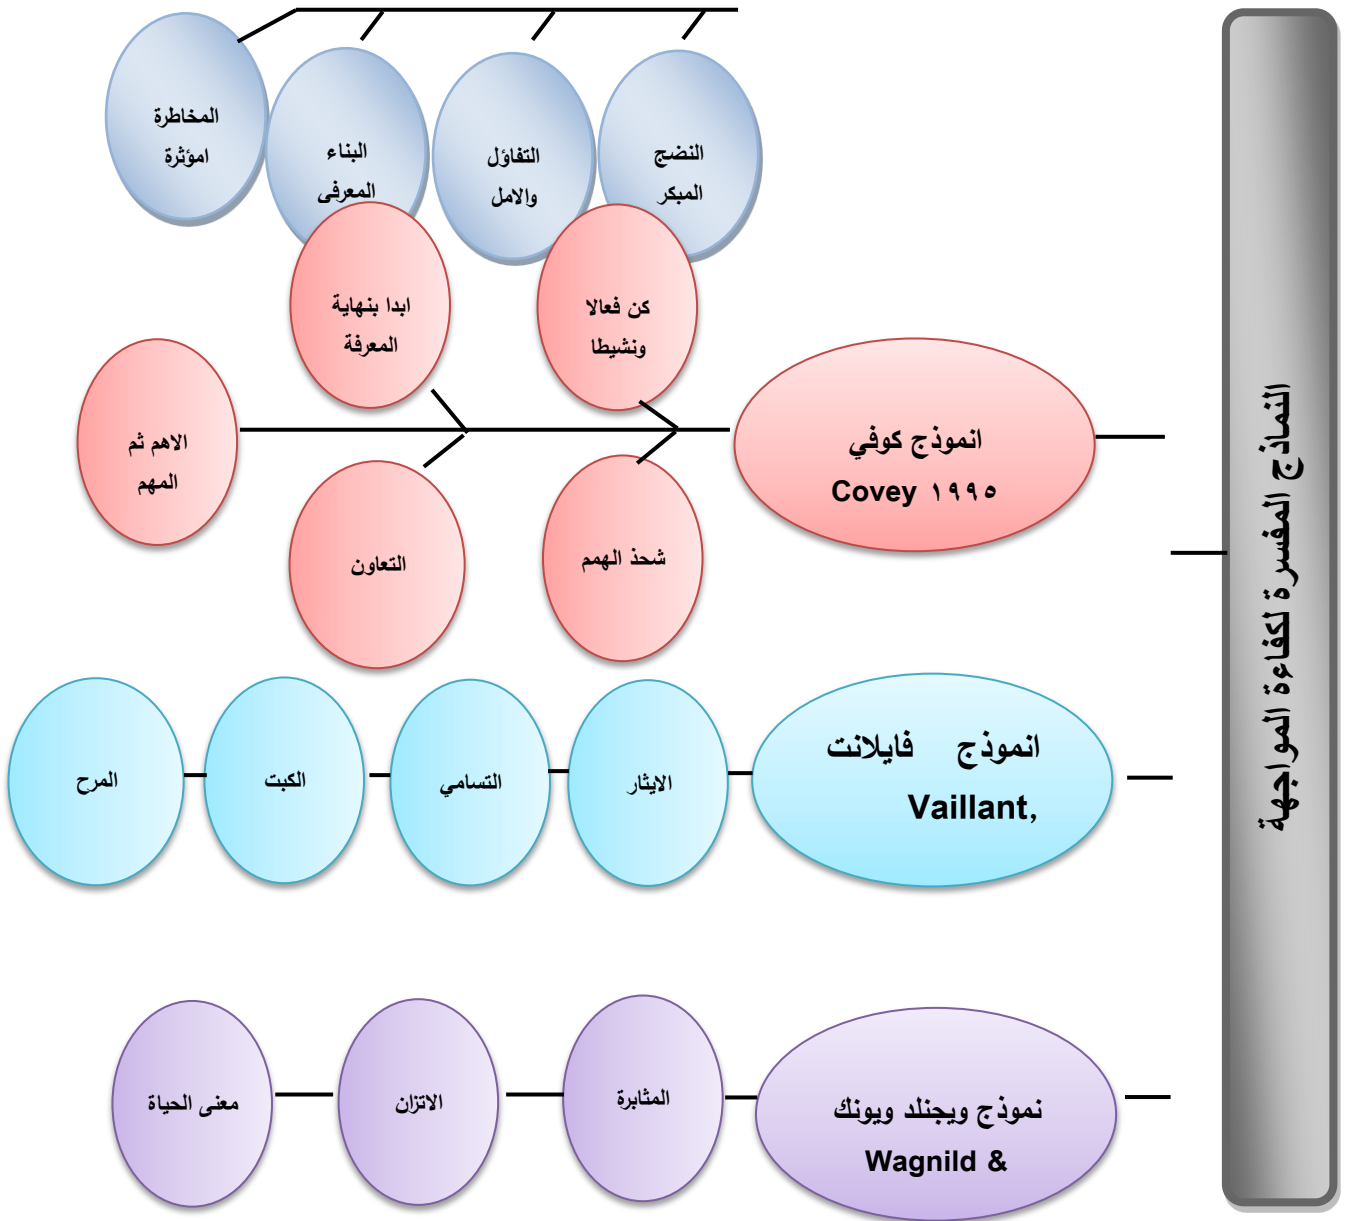 النماذج المفسرة لكفاءة المواجهة
النضج
المبكر
التفاؤل
والامل
البناء
المعرفى
المخاطرة
امؤثرة
انموذج كوفي
Covey ١٩٩٥
كن فعالا
ونشيطا
ابدا بنهاية
المعرفة
الاهم ثم
المهم
شحذ الهمم
التعاون
انموذج فايلانت
Vaillant,
الايثار
التسامي
الكبت
المرح
نموذج ويجنلد ويونك
Wagnild &
المثابرة
الاتزان
معنى الحياة